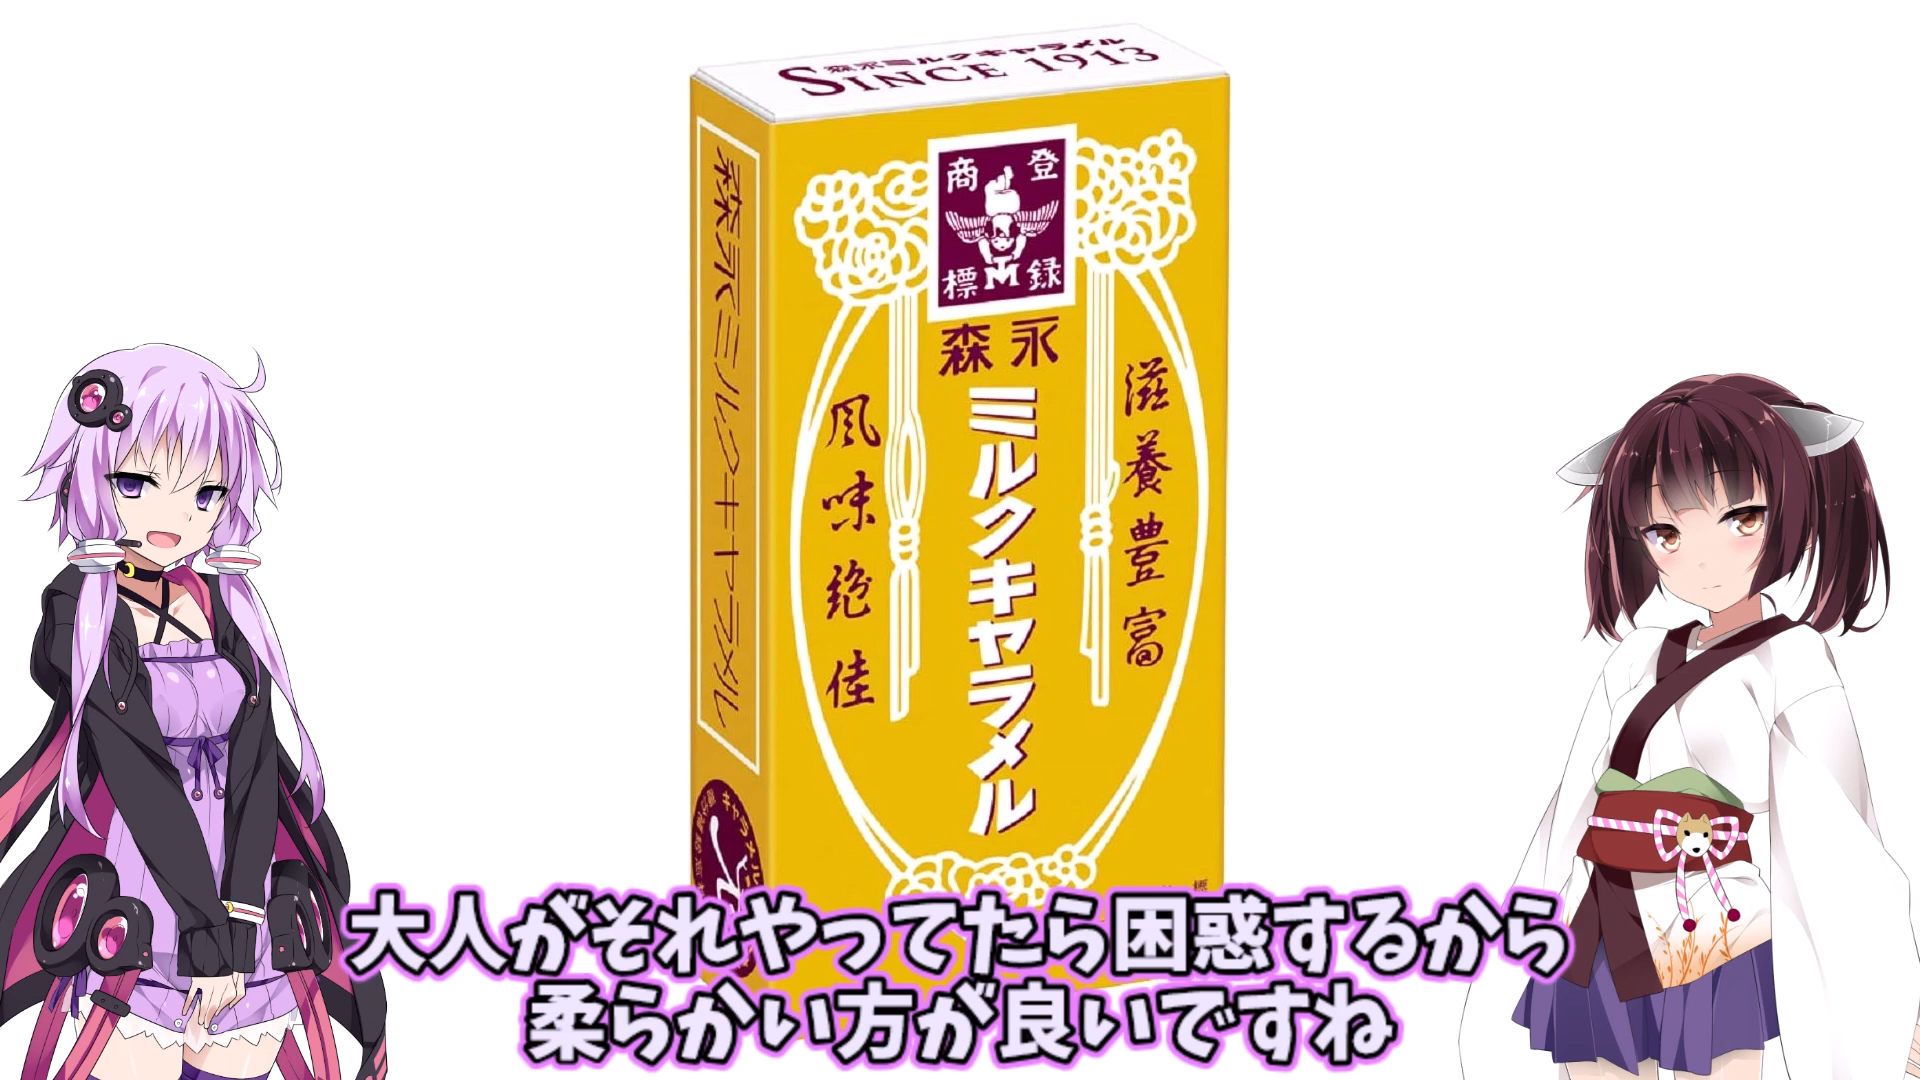 森永ミルクキャラメル
SINCE 1913
登録
商標
森永
ミルクキャラメル
滋養豊富
風味絶佳
森永ミルクキャラメル
大人がそれやってたら困惑するから
柔らかい方が良いですね